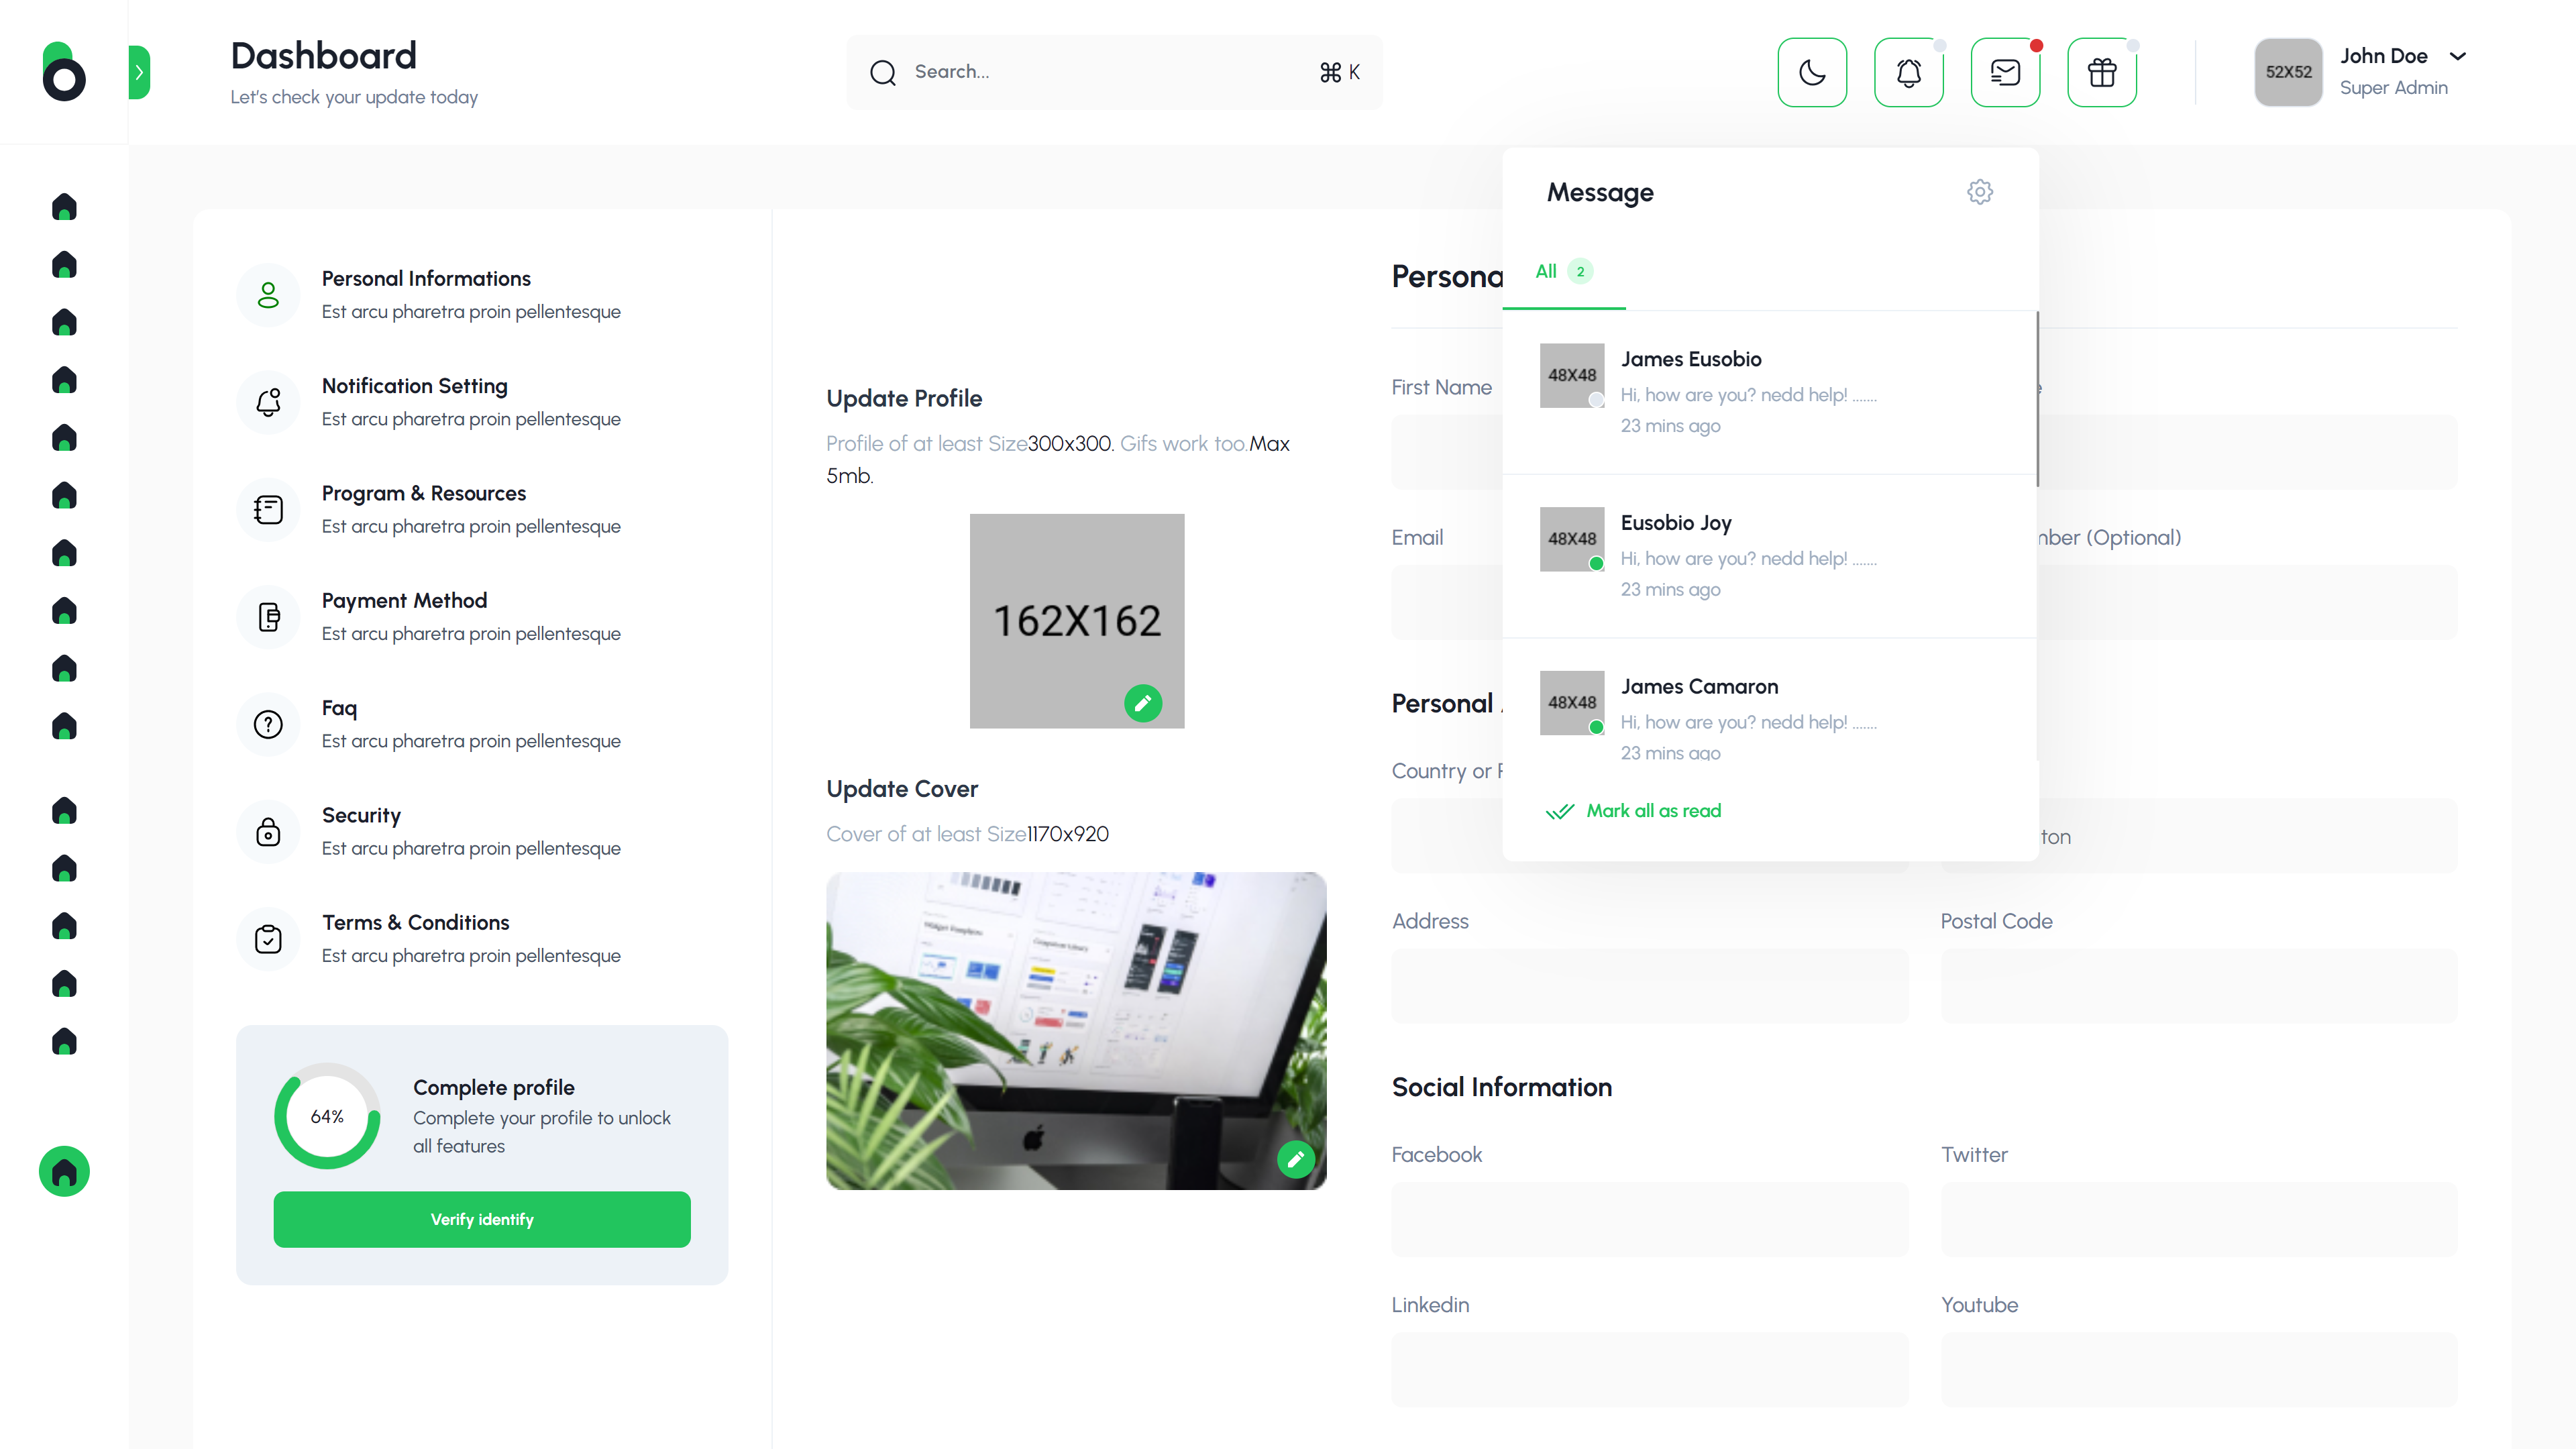 Dashboard
Let's check your update today
Search...
⌘ K
52X52
John Doe
Super Admin
Personal Informations
Est arcu pharetra proin pellentesque
Notification Setting
Est arcu pharetra proin pellentesque
Program & Resources
Est arcu pharetra proin pellentesque
Payment Method
Est arcu pharetra proin pellentesque
Faq
Est arcu pharetra proin pellentesque
Security
Est arcu pharetra proin pellentesque
Terms & Conditions
Est arcu pharetra proin pellentesque
64%
Complete profile
Complete your profile to unlock
all features
Verify identify
Update Profile
Profile of at least Size300x300. Gifs work too.Max
5mb.
162X162
Update Cover
Cover of at least Size1170x920
Message
All 2
48X48
James Eusobio
Hi, how are you? nedd help! .......
23 mins ago
48X48
Eusobio Joy
Hi, how are you? nedd help! .......
23 mins ago
48X48
James Camaron
Hi, how are you? nedd help! .......
23 mins ago
Mark all as read
Persona
First Name
Email
mber (Optional)
Personal
Country or
ton
Address
Postal Code
Social Information
Facebook
Twitter
Linkedin
Youtube